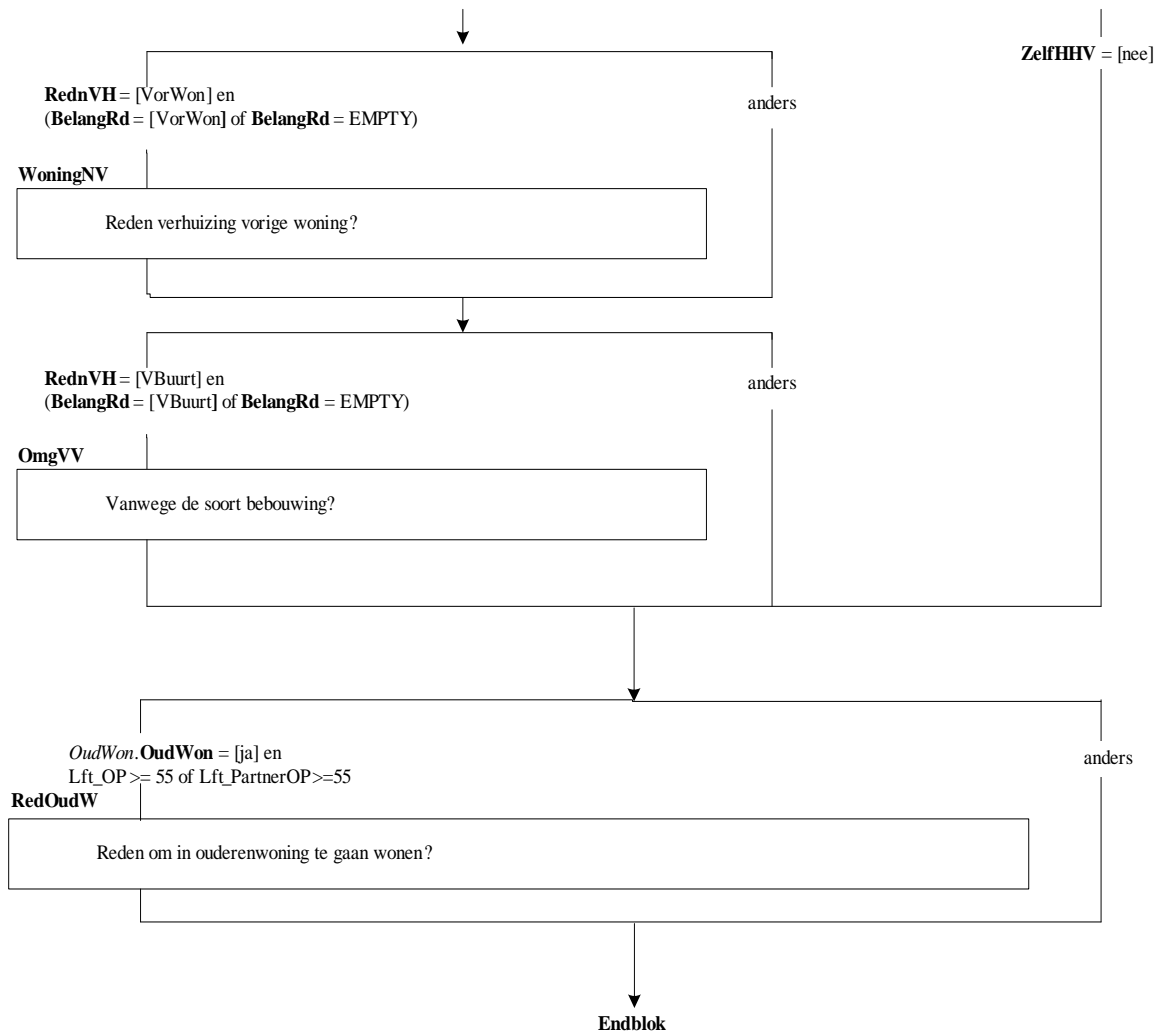 ZelfHHV = [nee]
RednVH = [VorWon] en
(BelangRd = [VorWon] of BelangRd = EMPTY)
anders
WoningNV
Reden verhuizing vorige woning?
RednVH = [VBuurt] en
(BelangRd = [VBuurt] of BelangRd = EMPTY)
anders
OmgVV
Vanwege de soort bebouwing?
OudWon.OudWon = [ja] en
Lft_OP >= 55 of Lft_PartnerOP>=55
anders
RedOudW
Reden om in ouderenwoning te gaan wonen?
Endblok